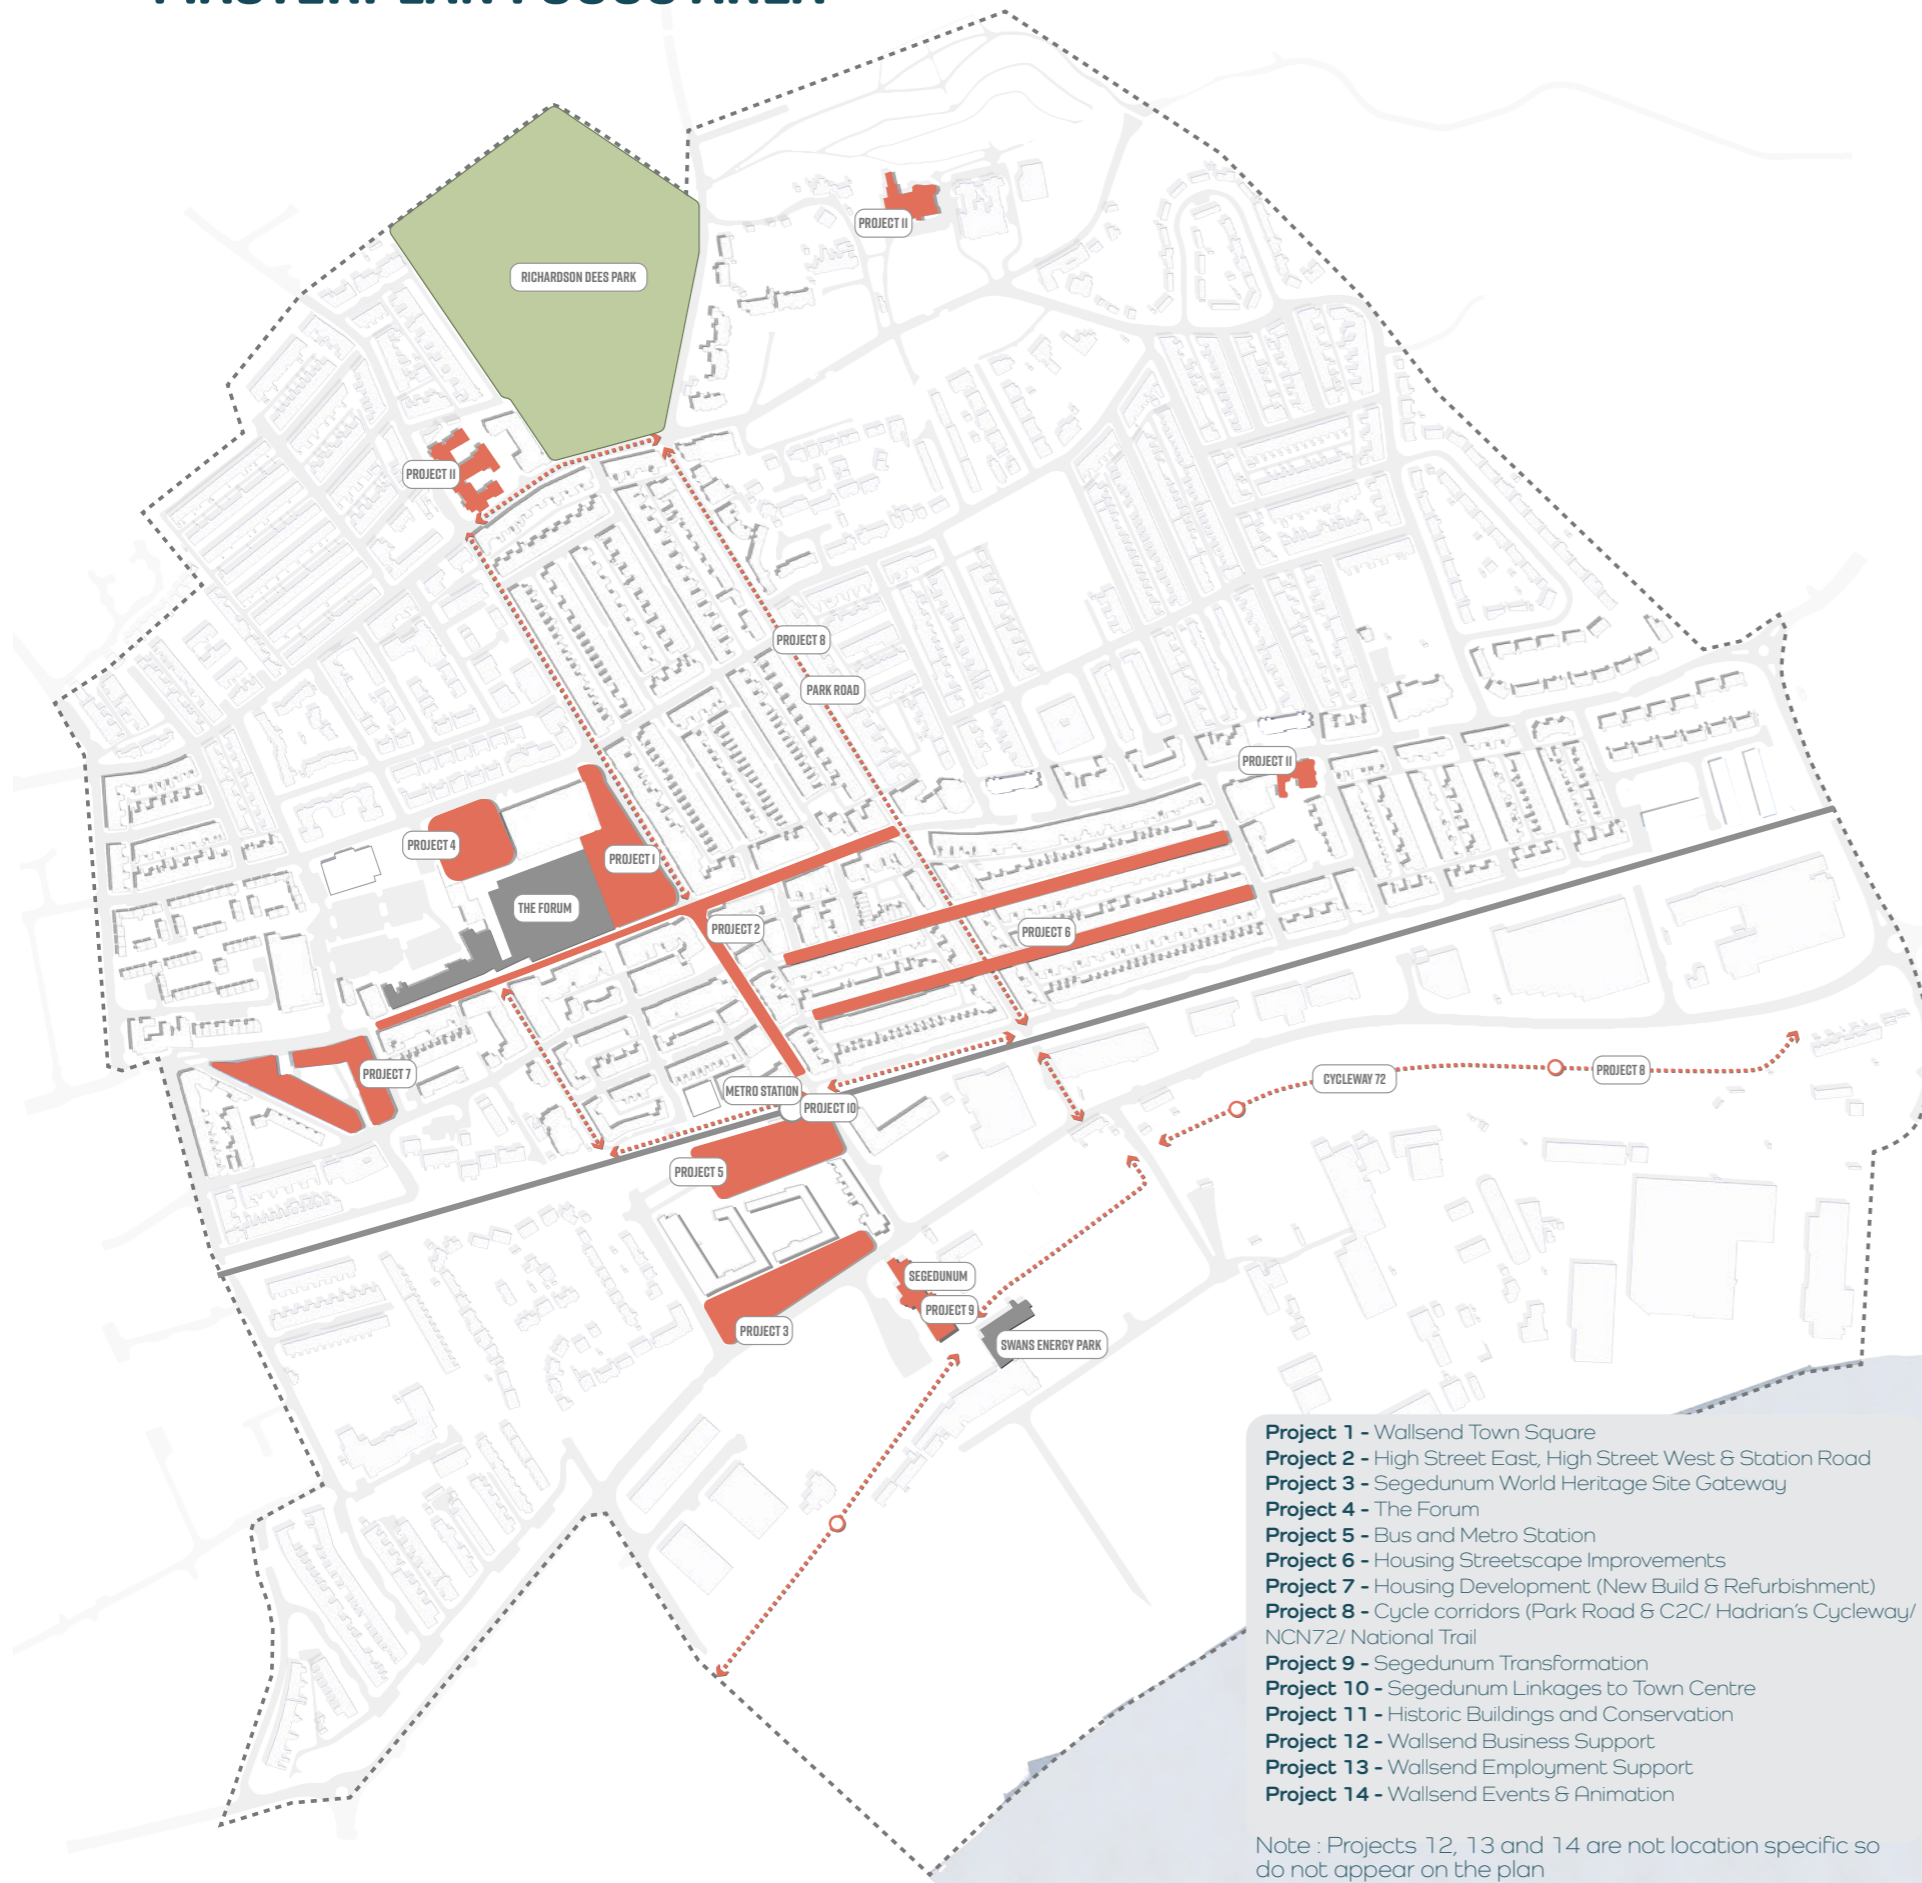 MASTERPLAN FOCUS AREA
PROJECT 11
RICHARDSON DEES PARK
PROJECT 11
PROJECT 8
PARK ROAD
PROJECT 11
PROJECT 4
PROJECT 1
THE FORUM
PROJECT 2
PROJECT 6
PROJECT 7
METRO STATION
PROJECT 10
CYCLEWAY 72
PROJECT 8
PROJECT 5
SEGEDUNUM
PROJECT 9
PROJECT 3
SWANS ENERGY PARK
Project 1 - Wallsend Town Square
Project 2 - High Street East, High Street West & Station Road
Project 3 - Segedunum World Heritage Site Gateway
Project 4 - The Forum
Project 5 - Bus and Metro Station
Project 6 - Housing Streetscape Improvements
Project 7 - Housing Development (New Build & Refurbishment)
Project 8 - Cycle corridors (Park Road & C2C/ Hadrian's Cycleway/
NCN72/ National Trail
Project 9 - Segedunum Transformation
Project 10 - Segedunum Linkages to Town Centre
Project 11 - Historic Buildings and Conservation
Project 12 - Wallsend Business Support
Project 13 - Wallsend Employment Support
Project 14 - Wallsend Events & Animation
Note : Projects 12, 13 and 14 are not location specific so
do not appear on the plan